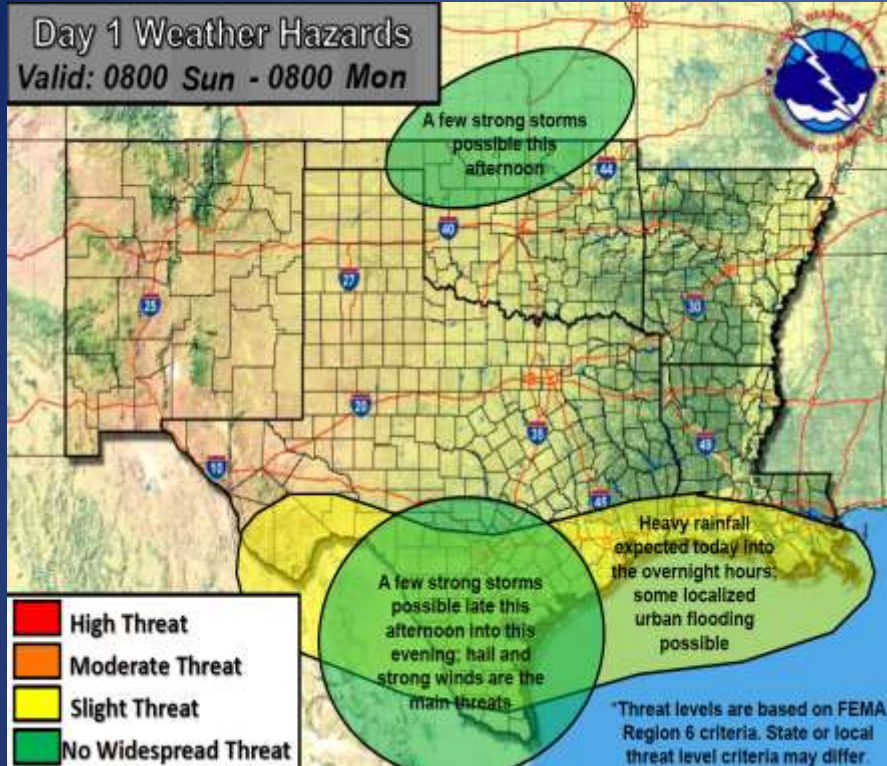 Day 1 Weather Hazards
Valid: 0800 Sun - 0800 Mon
A few strong storms
possible this
afternoon
44
40
27
25
30
20
35
49
10
45
Heavy rainfall
expected today into
the overnight hours;
some localized
urban flooding
possible
A few strong storms
possible late this
afternoon into this
evening; hail and
strong winds are the
main threats
High Threat
Moderate Threat
Slight Threat
No Widespread Threat
*Threat levels are based on FEMA
Region 6 criteria. State or local
threat level criteria may differ.